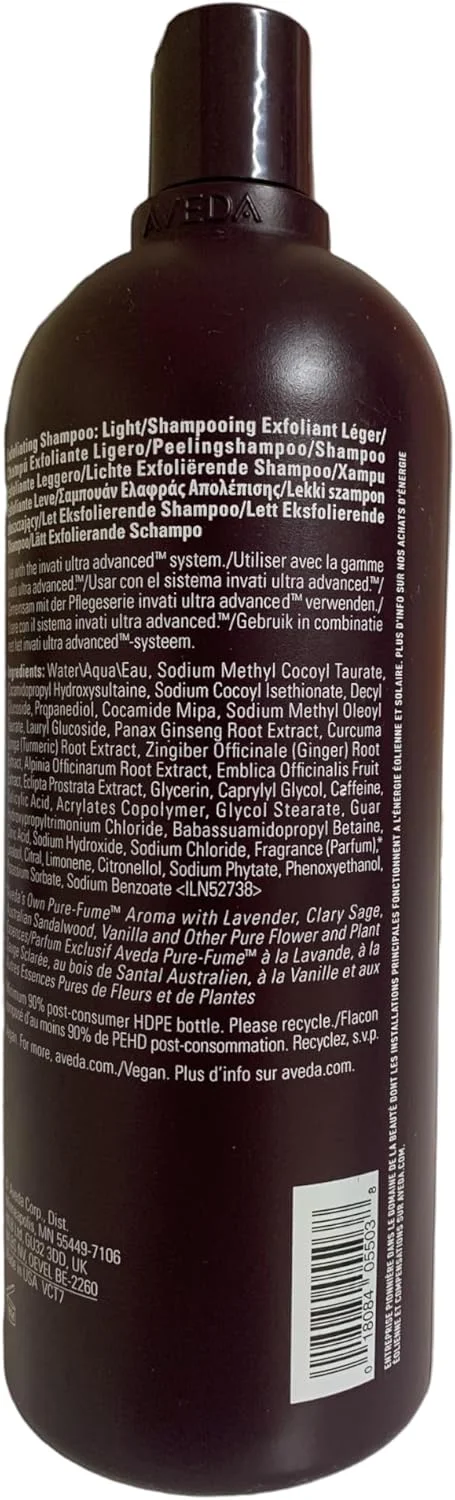 AVEDA
Exfoliating Shampoo: Light/Shampooing Exfoliant Léger/
Champú Exfoliante Ligero/Peelingshampoo/Shampoo
Esfoliante Leggero/Lichte Exfoliërende Shampoo/Xampu
Esfoliante Leve/Σαμπουάν Ελαφράς Απολέπισης/Lekki szampon
złuszczający/Let Eksfolierende Shampoo/Lett Eksfolierende
Shampoo/Lätt Exfolierande Schampo
with the invati ultra advanced™ system./Utiliser avec la gamme
invati ultra advanced.™/Usar con el sistema invati ultra advanced.™/
Gemeinsam mit der Pflegeserie invati ultra advanced™ verwenden./
con il sistema invati ultra advanced™/Gebruik in combinatie
met het invati ultra advanced™-systeem.
Ingredients: Water\Aqua\Eau, Sodium Methyl Cocoyl Taurate,
Cocamidopropyl Hydroxysultaine, Sodium Cocoyl Isethionate, Decyl
Glucoside, Propanediol, Cocamide Mipa, Sodium Methyl Oleoyl
Taurate, Lauryl Glucoside, Panax Ginseng Root Extract, Curcuma
Longa (Turmeric) Root Extract, Zingiber Officinale (Ginger) Root
Extract, Alpinia Officinarum Root Extract, Emblica Officinalis Fruit
Extract, Eclipta Prostrata Extract, Glycerin, Caprylyl Glycol, Caffeine,
Salicylic Acid, Acrylates Copolymer, Glycol Stearate, Guar
Hydroxypropyltrimonium Chloride, Babassuamidopropyl Betaine,
Citric Acid, Sodium Hydroxide, Sodium Chloride, Fragrance (Parfum),*
Linalool, Citral, Limonene, Citronellol, Sodium Phytate, Phenoxyethanol,
Potassium Sorbate, Sodium Benzoate <ILN52738>
Aveda's Own Pure-Fume™ Aroma with Lavender, Clary Sage,
Australian Sandalwood, Vanilla and Other Pure Flower and Plant
Essences/Parfum Exclusif Aveda Pure-Fume™ à la Lavande, à la
Sauge Sclarée, au bois de Santal Australien, à la Vanille et aux
Autres Essences Pures de Fleurs et de Plantes
Minimum 90% post-consumer HDPE bottle. Please recycle./Flacon
composé d'au moins 90% de PEHD post-consommation. Recyclez, s.v.p.
Vegan. For more, aveda.com./Vegan. Plus d'info sur aveda.com.
Aveda Corp., Dist.
Minneapolis, MN 55449-7106
Ltd, GU32 3DD, UK
NV, OEVEL BE-2260
Made in USA VCT7
0 18084 05503 8
ENTREPRISE PIONNIÈRE DANS LE DOMAINE DE LA BEAUTÉ DONT LES INSTALLATIONS PRINCIPALES FONCTIONNENT À L'ÉNERGIE ÉOLIENNE ET SOLAIRE. PLUS D'INFO SUR NOS ACHATS D'ÉNERGIE
ÉOLIENNE ET COMPENSATIONS SUR AVEDA.COM.